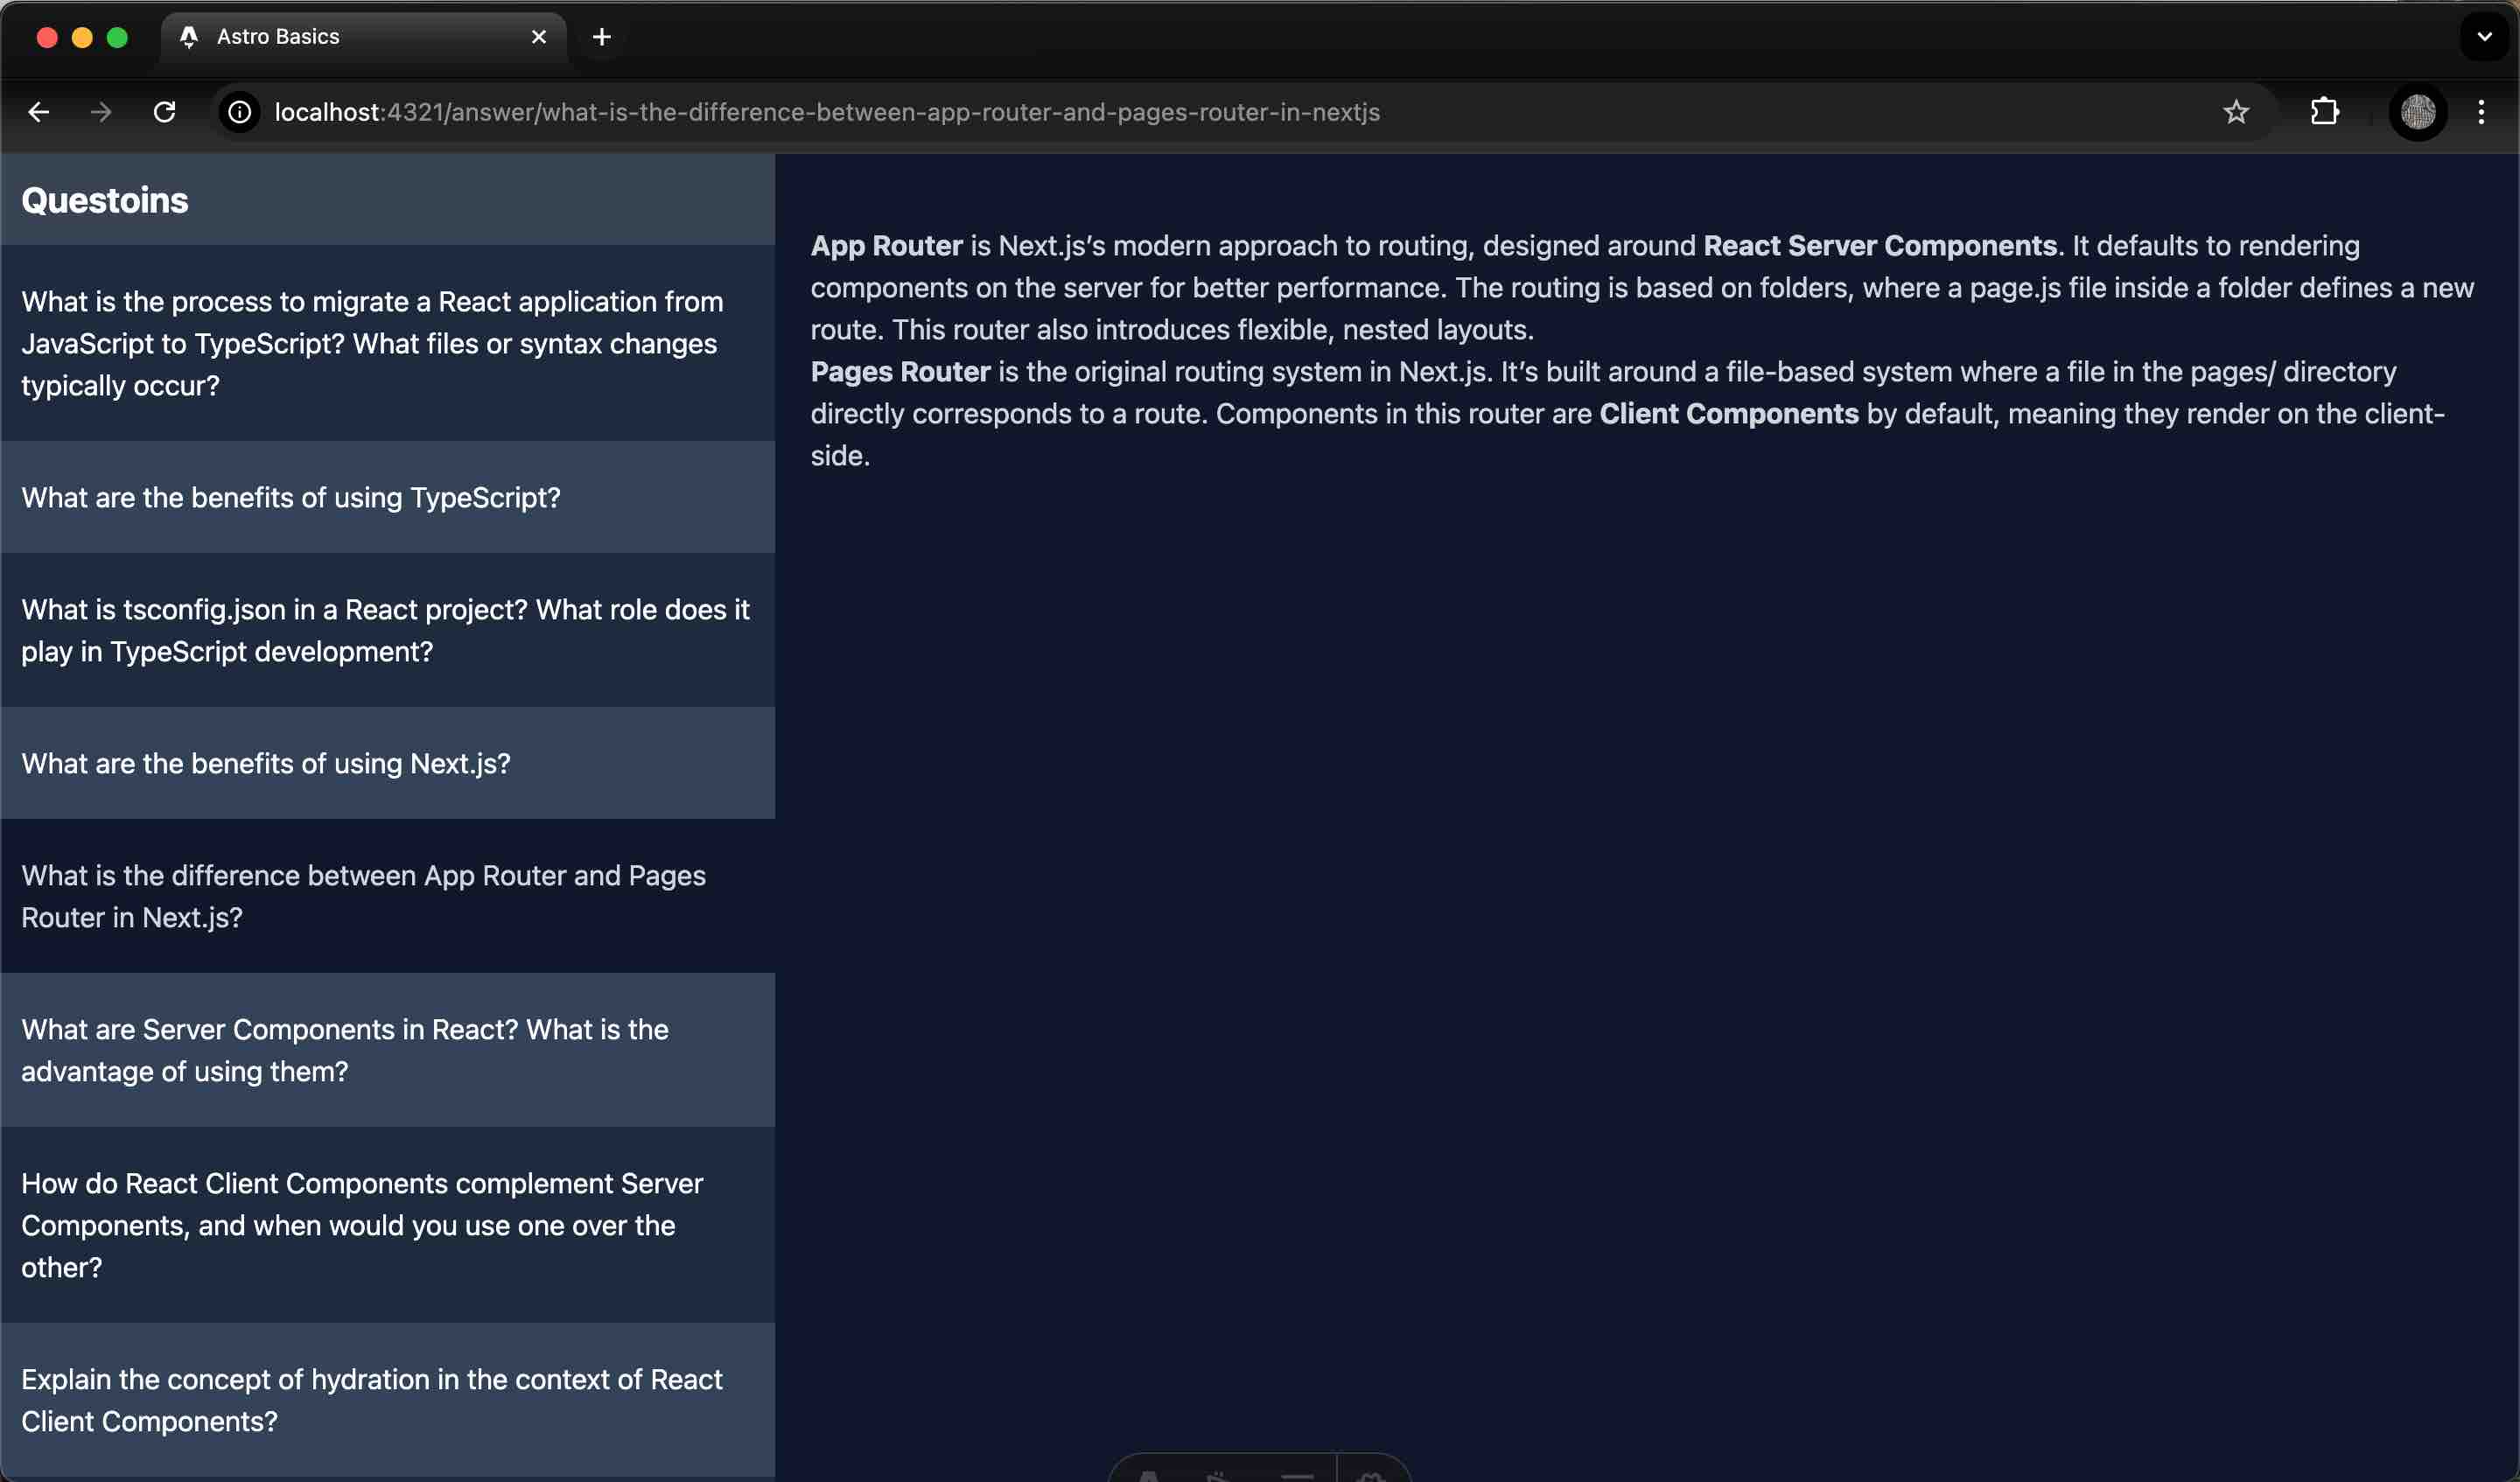 Astro Basics
localhost:4321/answer/what-is-the-difference-between-app-router-and-pages-router-in-nextjs
Questoins
What is the process to migrate a React application from
JavaScript to TypeScript? What files or syntax changes
typically occur?
What are the benefits of using TypeScript?
What is tsconfig.json in a React project? What role does it
play in TypeScript development?
What are the benefits of using Next.js?
What is the difference between App Router and Pages
Router in Next.js?
What are Server Components in React? What is the
advantage of using them?
How do React Client Components complement Server
Components, and when would you use one over the
other?
Explain the concept of hydration in the context of React
Client Components?
App Router is Next.js’s modern approach to routing, designed around React Server Components. It defaults to rendering
components on the server for better performance. The routing is based on folders, where a page.js file inside a folder defines a new
route. This router also introduces flexible, nested layouts.
Pages Router is the original routing system in Next.js. It’s built around a file-based system where a file in the pages/ directory
directly corresponds to a route. Components in this router are Client Components by default, meaning they render on the client-
side.